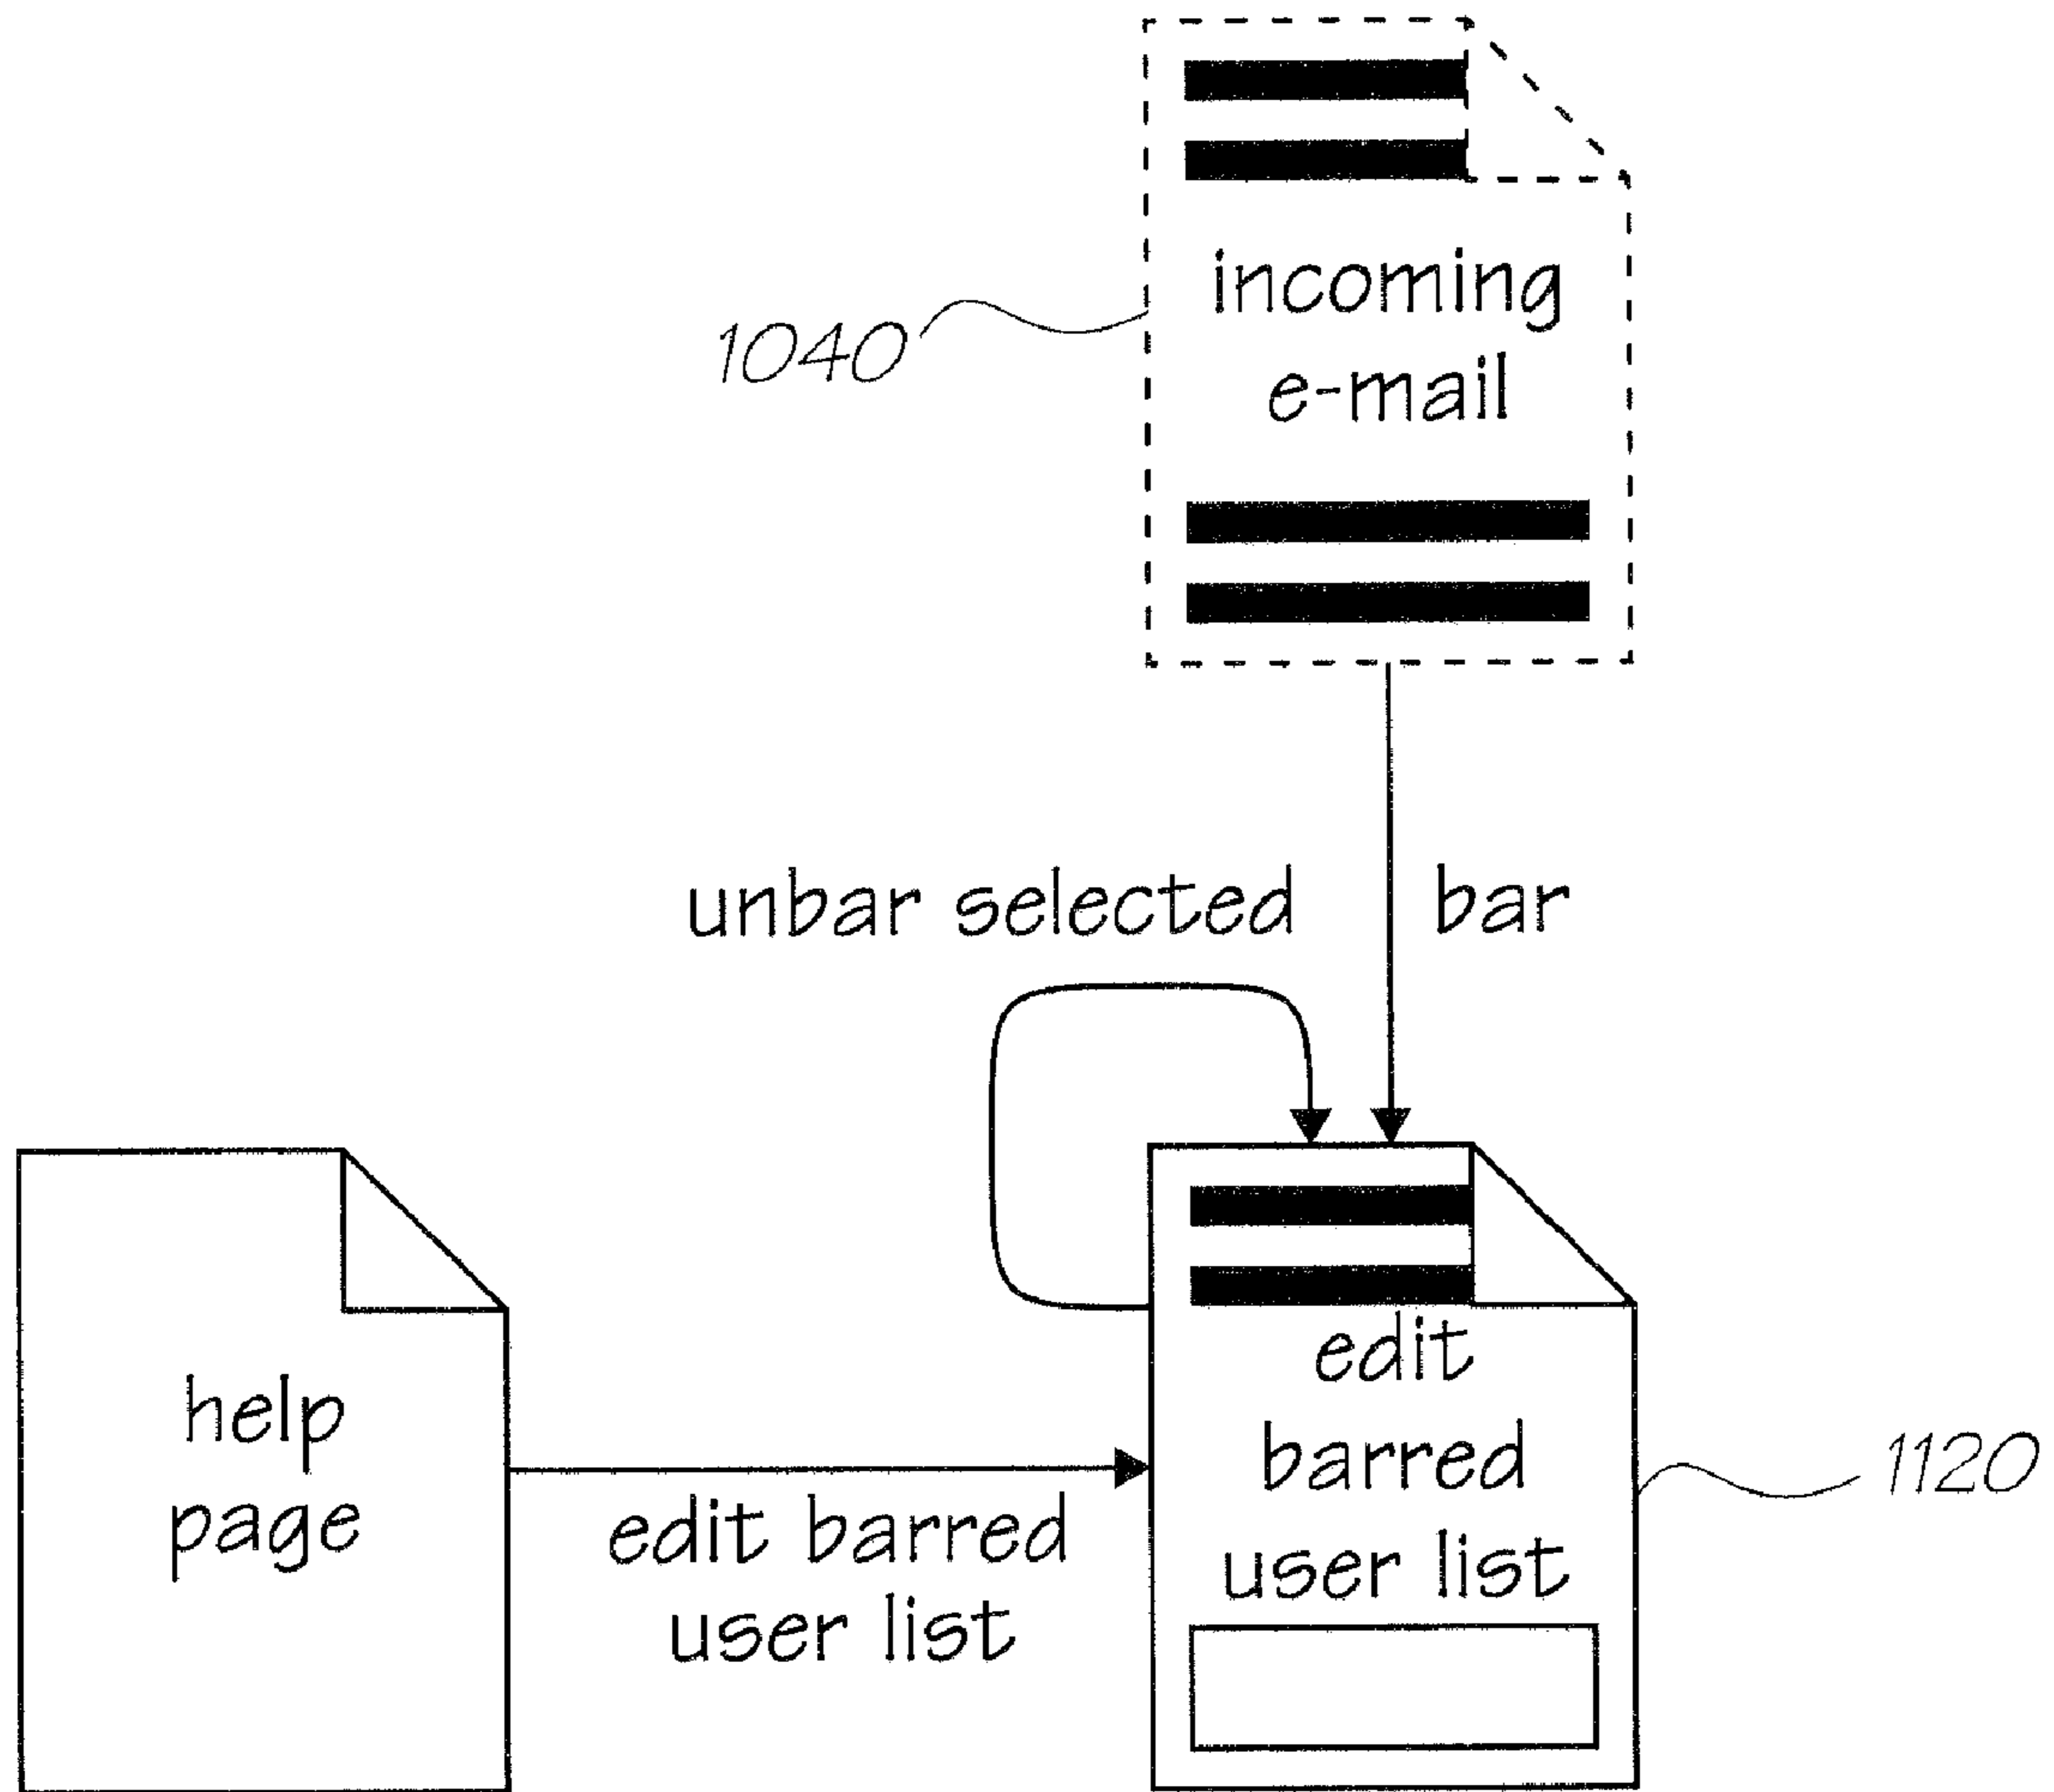 incoming
e-mail
1040
unbar selected
bar
help
page
edit barred
user list
edit
barred
user list
1120